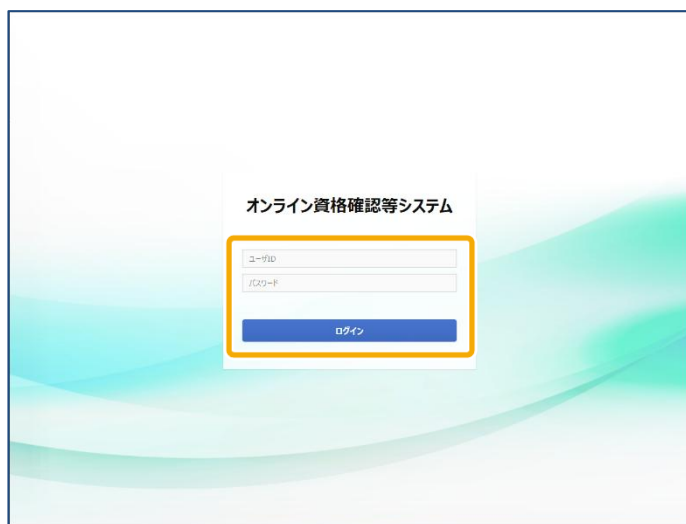 オンライン資格確認等システム
ユーザID
パスワード
ログイン